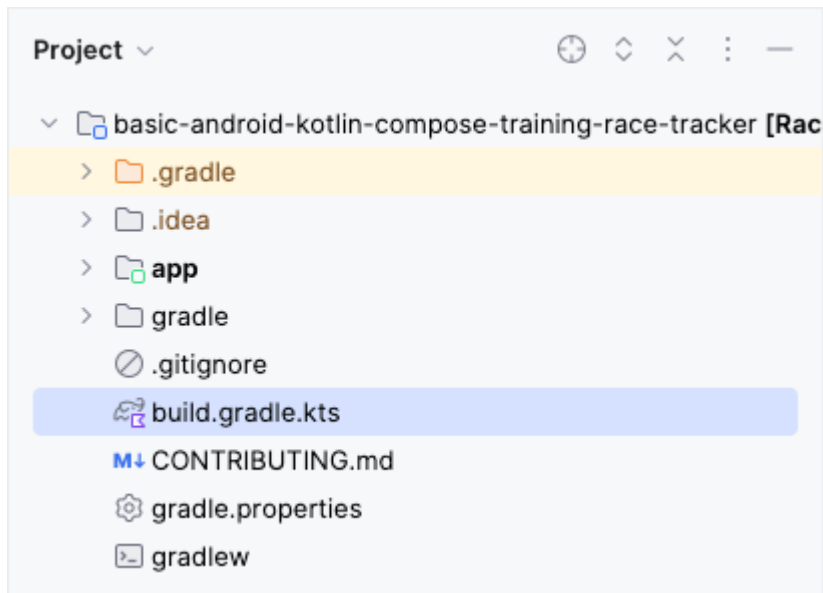 Project
basic-android-kotlin-compose-training-race-tracker [Rac
.gradle
.idea
app
gradle
.gitignore
build.gradle.kts
M↓ CONTRIBUTING.md
gradle.properties
gradlew